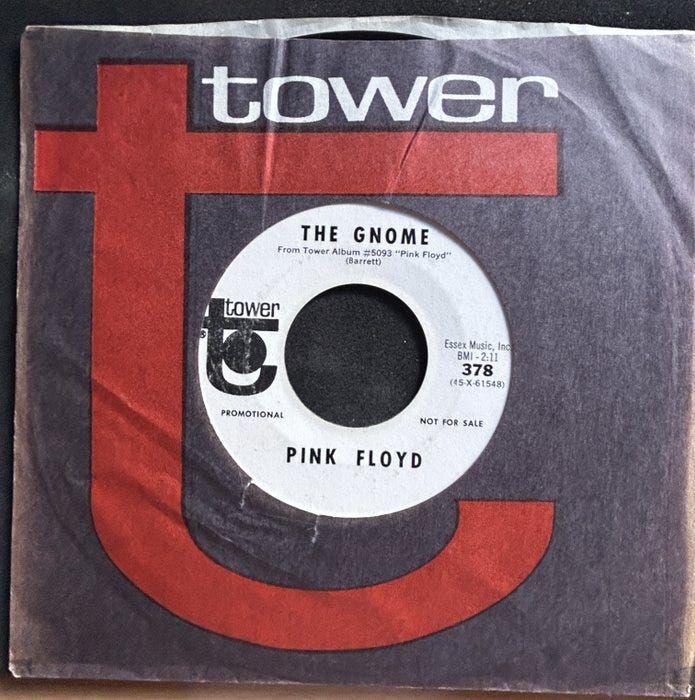 tower
THE GNOME
From Tower Album #5093 "Pink Floyd"
(Barrett)
tower
®
Essex Music, Inc
BMI - 2:11
378
(45-X-61548)
PROMOTIONAL
NOT FOR SALE
PINK FLOYD